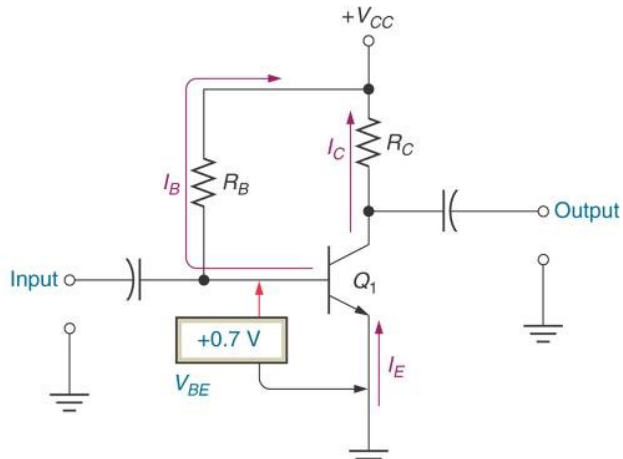 +VCC
IC
RC
IB
RB
Output
Input
Q1
+0.7 V
VBE
IE